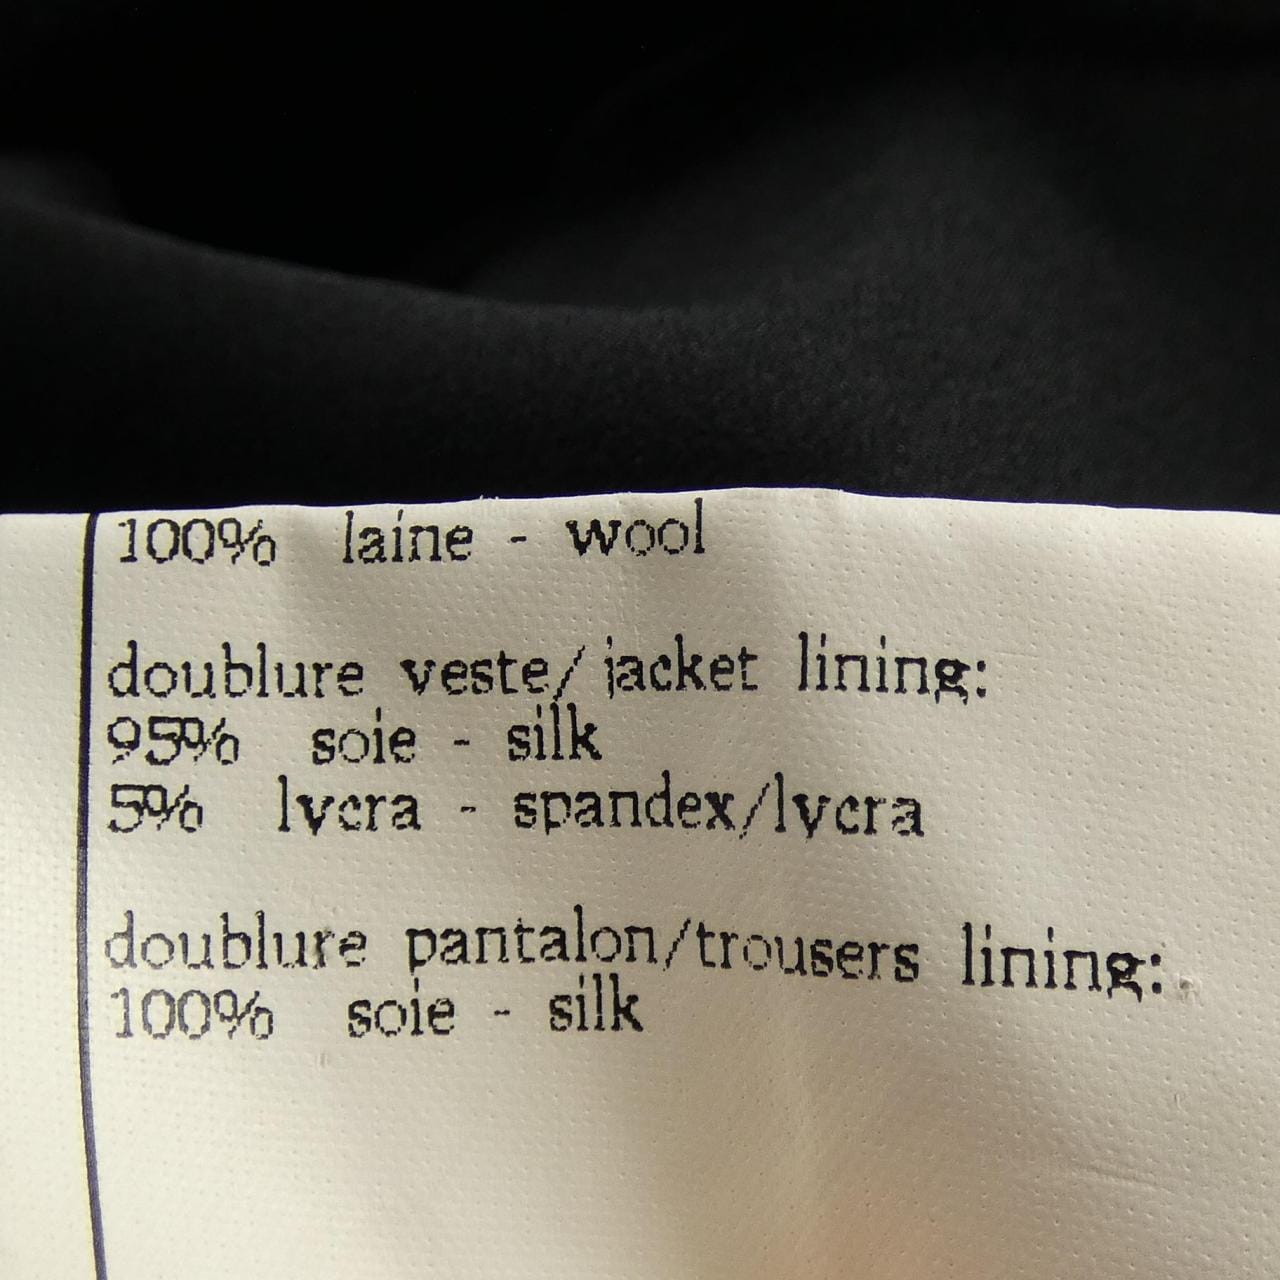 100% laine - wool
doublure veste/jacket lining:
95% soie - silk
5% lycra - spandex/lycra
doublure pantalon/trousers lining:
100% soie - silk